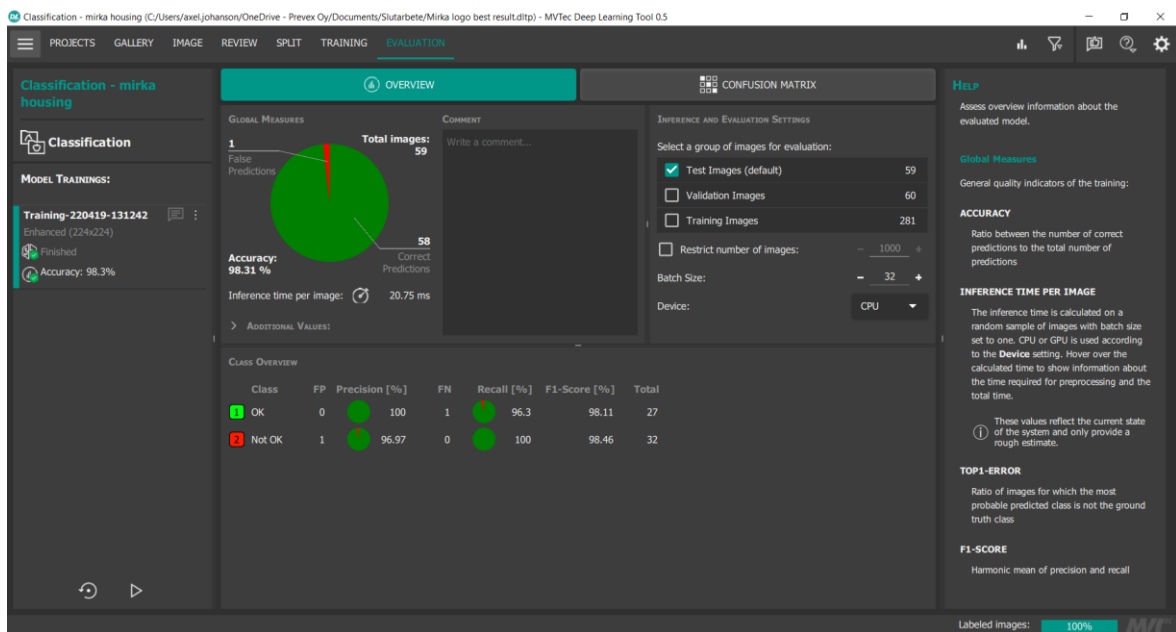 Classification - mirka housing (C:/Users/axel.johanson/OneDrive - Prevex Oy/Documents/Slutarbete/Mirka logo best result.dltp) - MVTec Deep Learning Tool 0.5
PROJECTS GALLERY IMAGE REVIEW SPLIT TRAINING EVALUATION
Classification - mirka
housing
Classification
MODEL TRAININGS:
Training-220419-131242
Enhanced (224x224)
Finished
Accuracy: 98.3%
OVERVIEW
CONFUSION MATRIX
GLOBAL MEASURES
1
False
Predictions
Total images:
59
58
Correct
Predictions
Accuracy:
98.31 %
Inference time per image: 20.75 ms
ADDITIONAL VALUES:
COMMENT
Write a comment...
INFERENCE AND EVALUATION SETTINGS
Select a group of images for evaluation:
Test Images (default) 59
Validation Images 60
Training Images 281
Restrict number of images: − 1000 +
Batch Size: − 32 +
Device: CPU
CLASS OVERVIEW
Class FP Precision [%] FN Recall [%] F1-Score [%] Total
1 OK 0 100 1 96.3 98.11 27
2 Not OK 1 96.97 0 100 98.46 32
HELP
Assess overview information about the
evaluated model.
Global Measures
General quality indicators of the training:
ACCURACY
Ratio between the number of correct
predictions to the total number of
predictions
INFERENCE TIME PER IMAGE
The inference time is calculated on a
random sample of images with batch size
set to one. CPU or GPU is used according
to the Device setting. Hover over the
calculated time to show information about
the time required for preprocessing and the
total time.
These values reflect the current state
of the system and only provide a
rough estimate.
TOP1-ERROR
Ratio of images for which the most
probable predicted class is not the ground
truth class
F1-SCORE
Harmonic mean of precision and recall
Labeled images: 100%